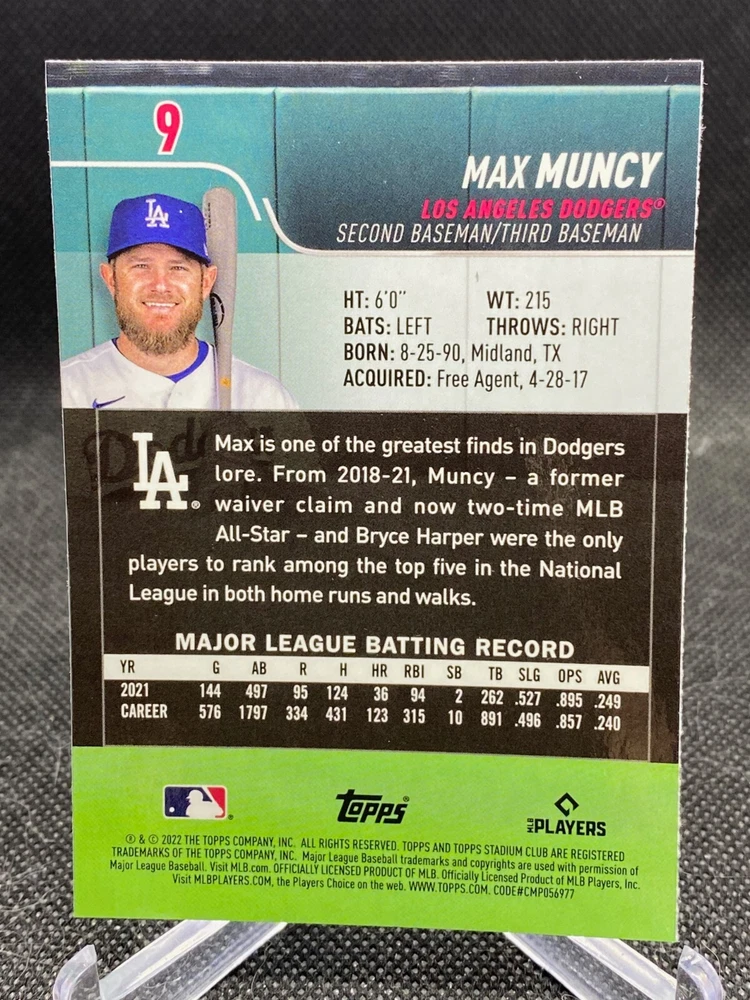 9
MAX MUNCY
LOS ANGELES DODGERS®
SECOND BASEMAN/THIRD BASEMAN
LA
HT: 6'0" WT: 215
BATS: LEFT THROWS: RIGHT
BORN: 8-25-90, Midland, TX
ACQUIRED: Free Agent, 4-28-17
Dodgers
LA®
Max is one of the greatest finds in Dodgers
lore. From 2018-21, Muncy – a former
waiver claim and now two-time MLB
All-Star – and Bryce Harper were the only
players to rank among the top five in the National
League in both home runs and walks.
MAJOR LEAGUE BATTING RECORD
YR G AB R H HR RBI SB TB SLG OPS AVG
2021 144 497 95 124 36 94 2 262 .527 .895 .249
CAREER 576 1797 334 431 123 315 10 891 .496 .857 .240
TOPPS®
MLB PLAYERS
® & © 2022 THE TOPPS COMPANY, INC. ALL RIGHTS RESERVED. TOPPS AND TOPPS STADIUM CLUB ARE REGISTERED
TRADEMARKS OF THE TOPPS COMPANY, INC. Major League Baseball trademarks and copyrights are used with permission of
Major League Baseball. Visit MLB.com. OFFICIALLY LICENSED PRODUCT OF MLB. Officially Licensed Product of MLB Players, Inc.
Visit MLBPLAYERS.COM, the Players Choice on the web. WWW.TOPPS.COM. CODE#CMP056977